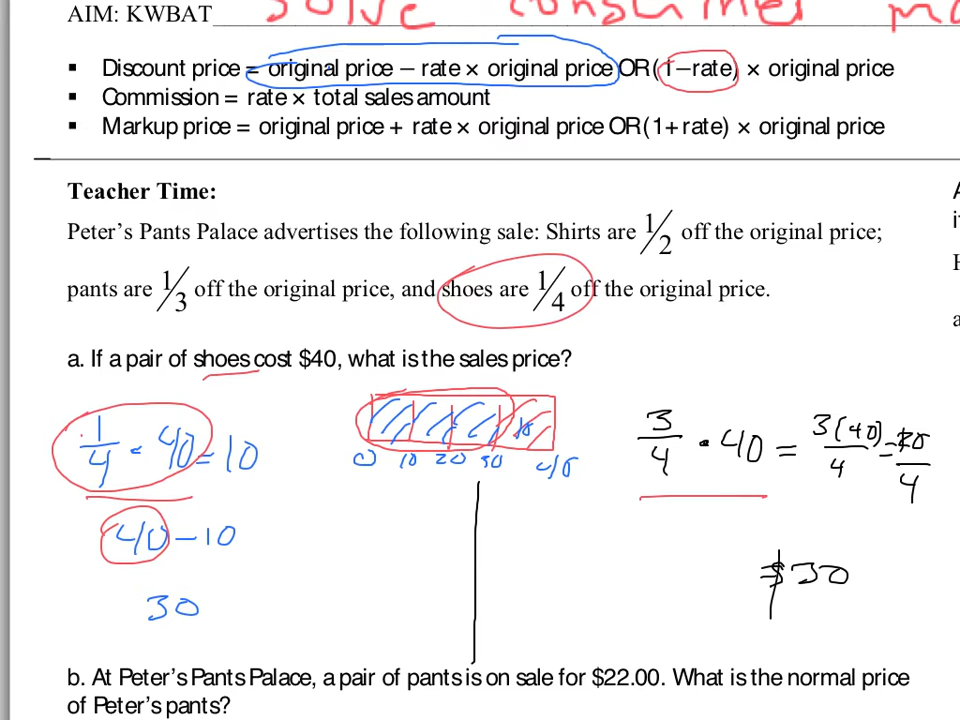 AIM: KWBAT solve consumer
▪ Discount price = original price − rate × original price OR (1−rate) × original price
▪ Commission = rate × total sales amount
▪ Markup price = original price + rate × original price OR (1+rate) × original price
Teacher Time:
Peter's Pants Palace advertises the following sale: Shirts are 1/2 off the original price;
pants are 1/3 off the original price, and shoes are 1/4 off the original price.
a. If a pair of shoes cost $40, what is the sales price?
1/4 · 40 = 10
40 − 10
30
10
0 10 20 30 40
3/4 · 40 = 3(40)/4 = 120/4
$30
b. At Peter's Pants Palace, a pair of pants is on sale for $22.00. What is the normal price
of Peter's pants?